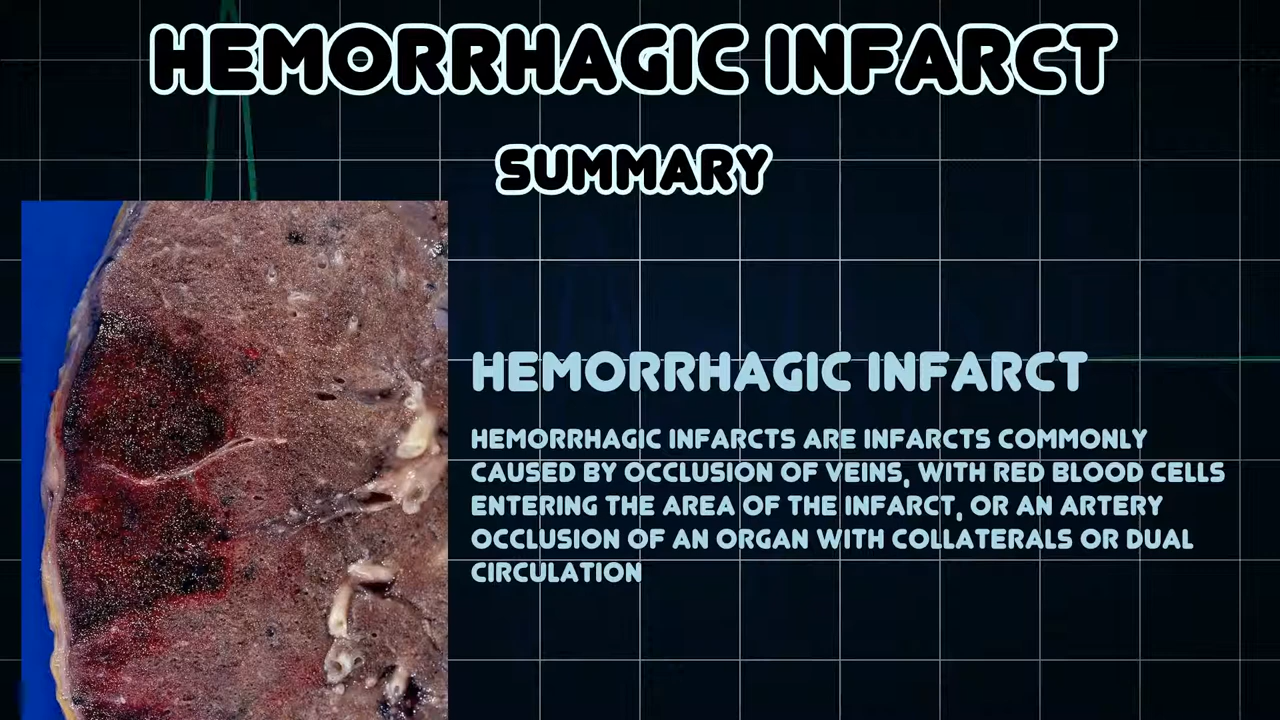 HEMORRHAGIC INFARCT
SUMMARY
HEMORRHAGIC INFARCT
HEMORRHAGIC INFARCTS ARE INFARCTS COMMONLY
CAUSED BY OCCLUSION OF VEINS, WITH RED BLOOD CELLS
ENTERING THE AREA OF THE INFARCT, OR AN ARTERY
OCCLUSION OF AN ORGAN WITH COLLATERALS OR DUAL
CIRCULATION